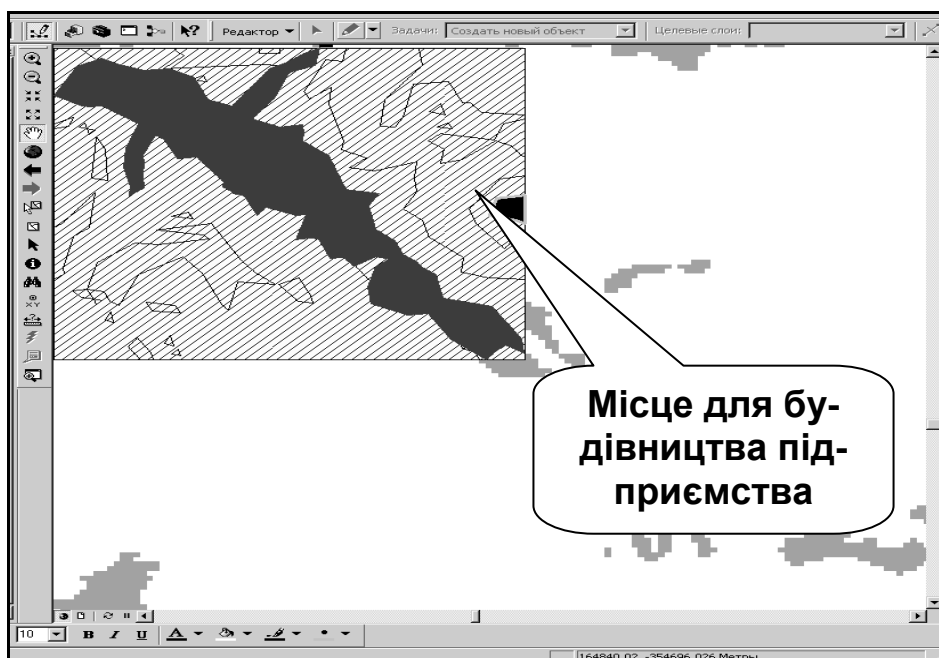 Редактор
Задачи: Создать новый объект
Целевые слои:
Місце для бу-
дівництва під-
приємства
10 B I U A
164840,02 -354696,026 Метры